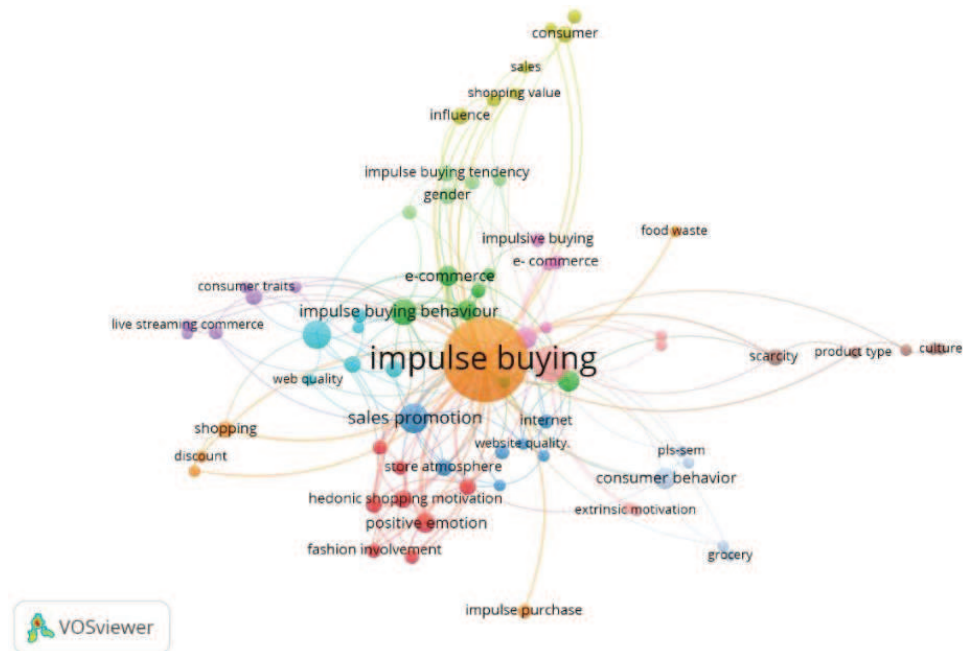 consumer
sales
shopping value
influence
impulse buying tendency
gender
food waste
impulsive buying
e- commerce
e-commerce
consumer traits
impulse buying behaviour
live streaming commerce
impulse buying
scarcity
product type
culture
web quality
sales promotion
internet
shopping
website quality.
pls-sem
discount
store atmosphere
consumer behavior
hedonic shopping motivation
extrinsic motivation
positive emotion
fashion involvement
grocery
impulse purchase
VOSviewer